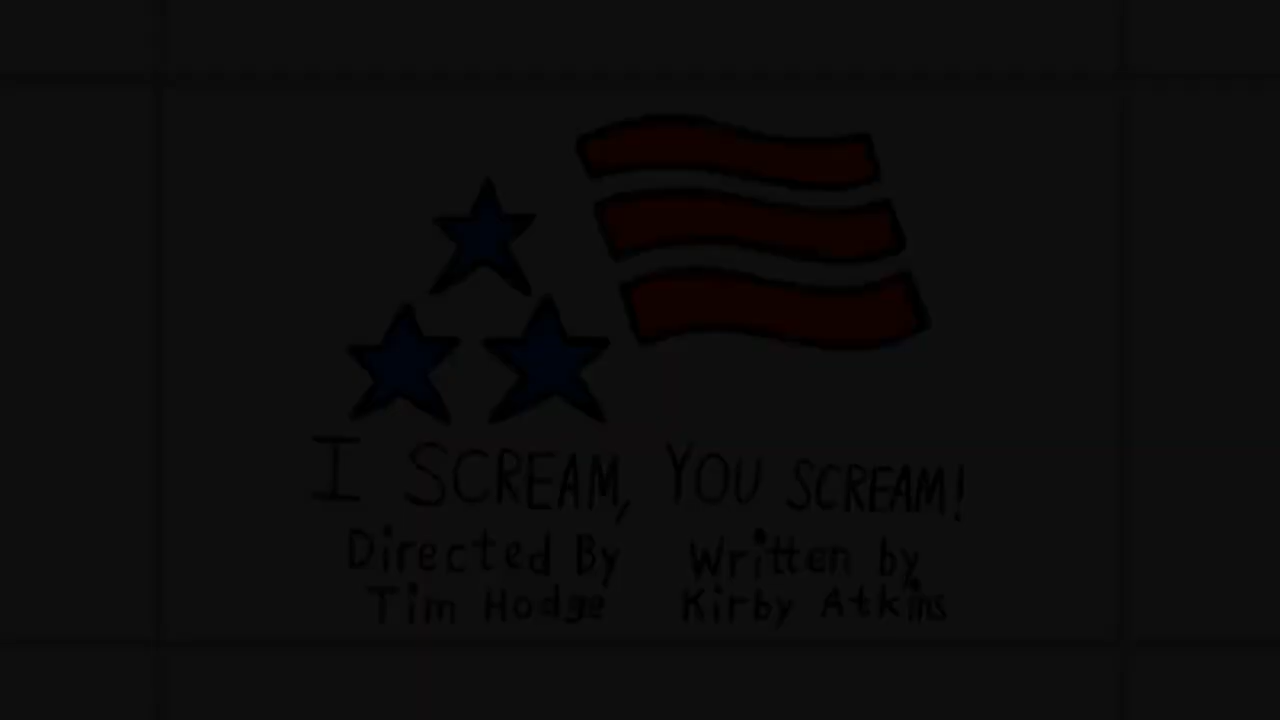 I SCREAM, YOU SCREAM!
Directed By Written by
Tim Hodge Kirby Atkins